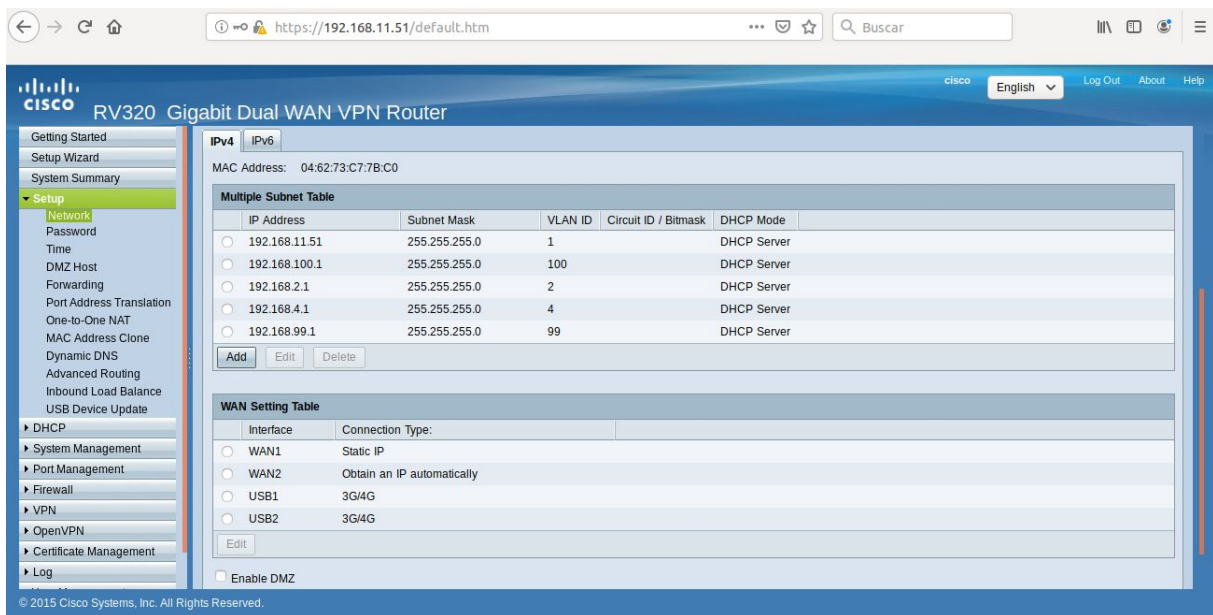 https://192.168.11.51/default.htm
Buscar
cisco English Log Out About Help
CISCO RV320 Gigabit Dual WAN VPN Router
Getting Started
Setup Wizard
System Summary
Setup
Network
Password
Time
DMZ Host
Forwarding
Port Address Translation
One-to-One NAT
MAC Address Clone
Dynamic DNS
Advanced Routing
Inbound Load Balance
USB Device Update
DHCP
System Management
Port Management
Firewall
VPN
OpenVPN
Certificate Management
Log
IPv4 IPv6
MAC Address: 04:62:73:C7:7B:C0
Multiple Subnet Table
IP Address Subnet Mask VLAN ID Circuit ID / Bitmask DHCP Mode
192.168.11.51 255.255.255.0 1 DHCP Server
192.168.100.1 255.255.255.0 100 DHCP Server
192.168.2.1 255.255.255.0 2 DHCP Server
192.168.4.1 255.255.255.0 4 DHCP Server
192.168.99.1 255.255.255.0 99 DHCP Server
Add Edit Delete
WAN Setting Table
Interface Connection Type:
WAN1 Static IP
WAN2 Obtain an IP automatically
USB1 3G/4G
USB2 3G/4G
Edit
Enable DMZ
© 2015 Cisco Systems, Inc. All Rights Reserved.